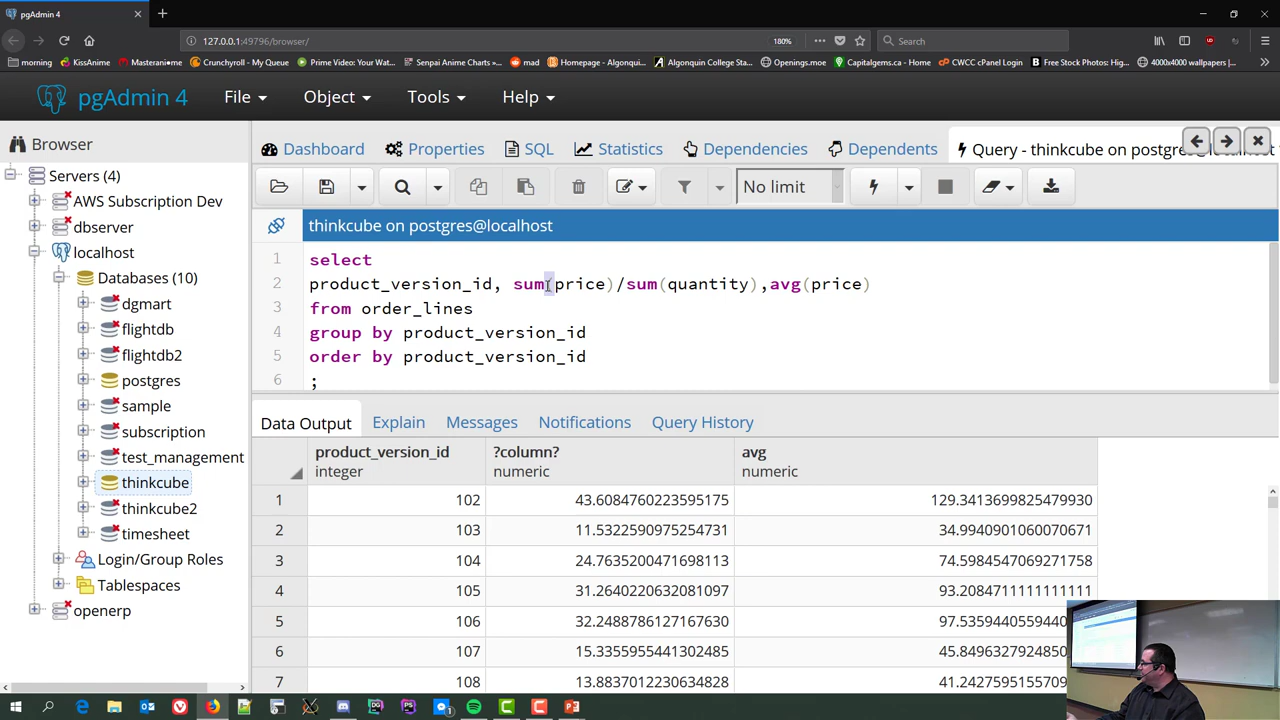 pgAdmin 4
127.0.0.1:49796/browser/
180%
Search
morning KissAnime Masterani●me Crunchyroll - My Queue Prime Video: Your Wat… Senpai Anime Charts -… mad Homepage - Algonqui… Algonquin College Sta… Openings.moe Capitalgems.ca - Home CWCC cPanel Login Free Stock Photos: Hig… 4000x4000 wallpapers |…
pgAdmin 4 File Object Tools Help
Browser
Dashboard Properties SQL Statistics Dependencies Dependents Query - thinkcube on postgres@localhost
No limit
Servers (4)
AWS Subscription Dev
dbserver
localhost
Databases (10)
dgmart
flightdb
flightdb2
postgres
sample
subscription
test_management
thinkcube
thinkcube2
timesheet
Login/Group Roles
Tablespaces
openerp
thinkcube on postgres@localhost
1 select
2 product_version_id, sum(price)/sum(quantity),avg(price)
3 from order_lines
4 group by product_version_id
5 order by product_version_id
6 ;
Data Output Explain Messages Notifications Query History
product_version_id ?column? avg
integer numeric numeric
1 102 43.6084760223595175 129.3413699825479930
2 103 11.5322590975254731 34.9940901060070671
3 104 24.7635200471698113 74.5984547069271758
4 105 31.2640220632081097 93.2084711111111111
5 106 32.2488786127167630 97.5359440559440
6 107 15.3355955441302485 45.8496327924850
7 108 13.8837012230634828 41.2427595155709